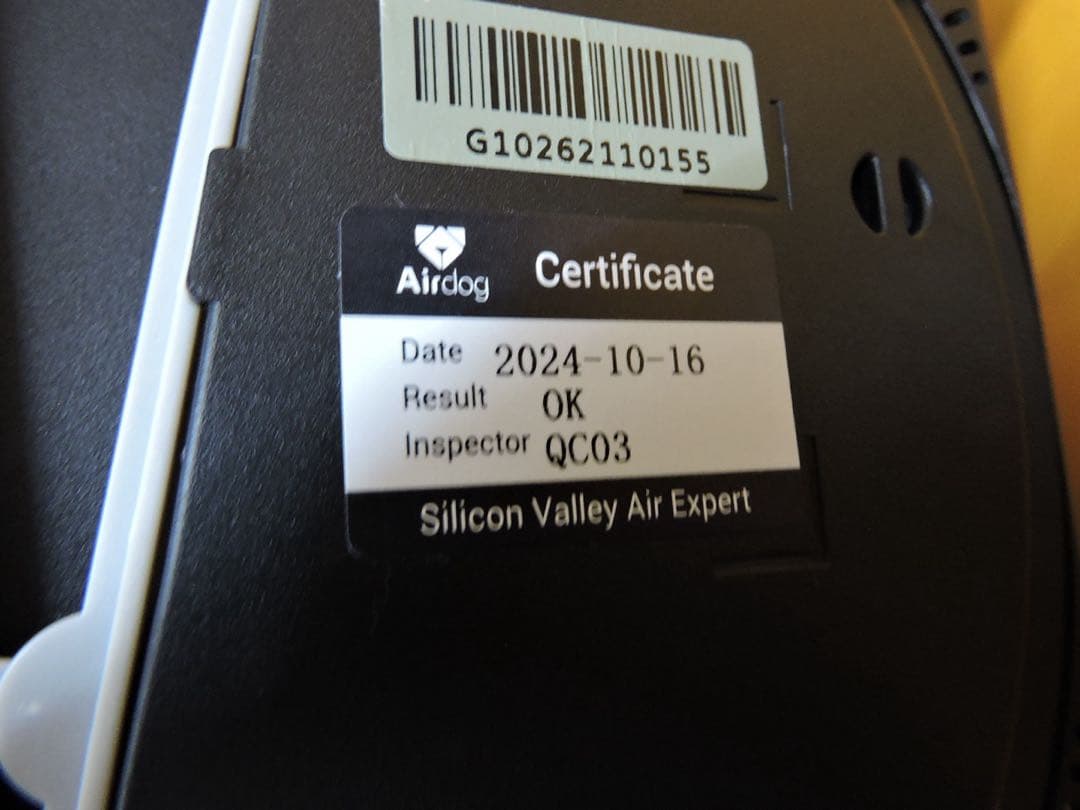 G10262110155
Airdog Certificate
Date 2024-10-16
Result OK
Inspector QC03
Silicon Valley Air Expert